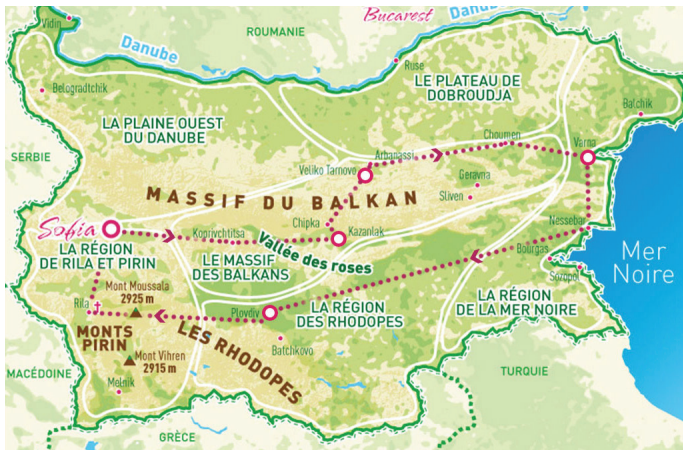 Bucarest
ROUMANIE
Danube
Vidin
Danube
Ruse
LE PLATEAU DE
DOBROUDJA
Belogradtchik
Baltchik
LA PLAINE OUEST
DU DANUBE
Choumen
Varna
SERBIE
Arbanassi
Veliko Tarnovo
Geravna
Sliven
MASSIF DU BALKAN
Chipka
Nessebar
Sofia
Koprivchtitsa
Kazanlak
Vallée des roses
Bourgas
Mer
Noire
LA RÉGION
DE RILA ET PIRIN
LE MASSIF
DES BALKANS
Sozopol
Mont Moussala
2925 m
LA RÉGION
DE LA MER NOIRE
Rila
Plovdiv
LA RÉGION
DES RHODOPES
MONTS
PIRIN
LES RHODOPES
Batchkovo
Mont Vihren
2915 m
MACÉDOINE
TURQUIE
Melnik
GRÈCE